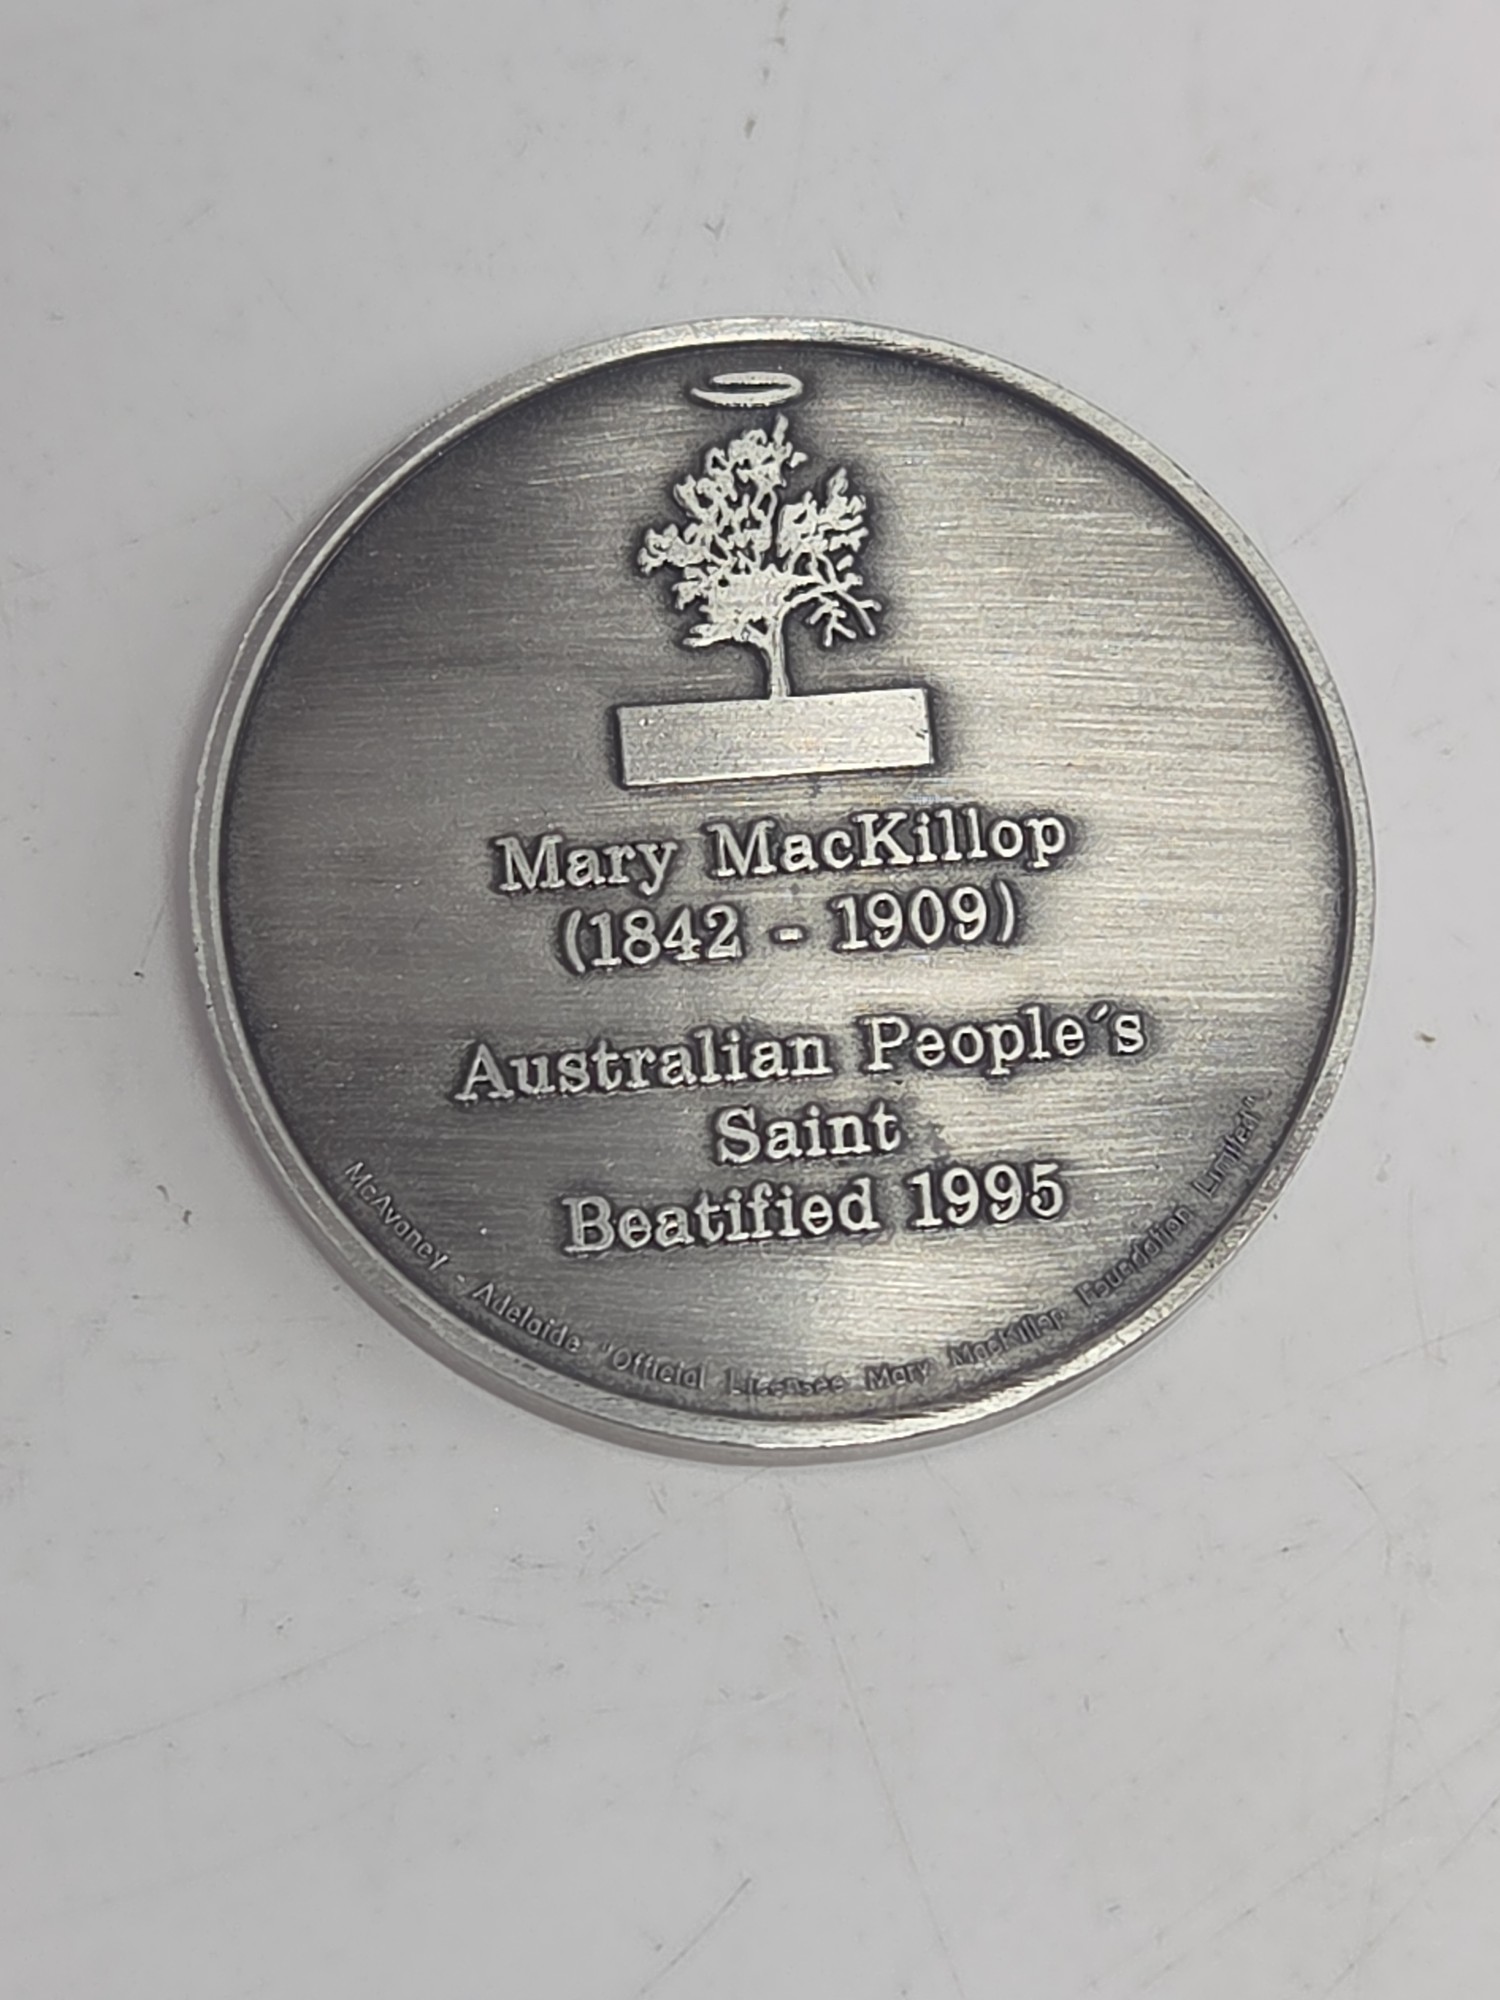 Mary MacKillop
(1842 - 1909)
Australian People´s
Saint
Beatified 1995
McAvaney - Adelaide "Official Licensee Mary MacKillop Foundation Limited".